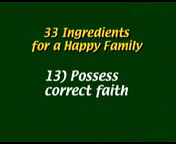 33 Ingredients
for a Happy Family
13) Possess
correct faith